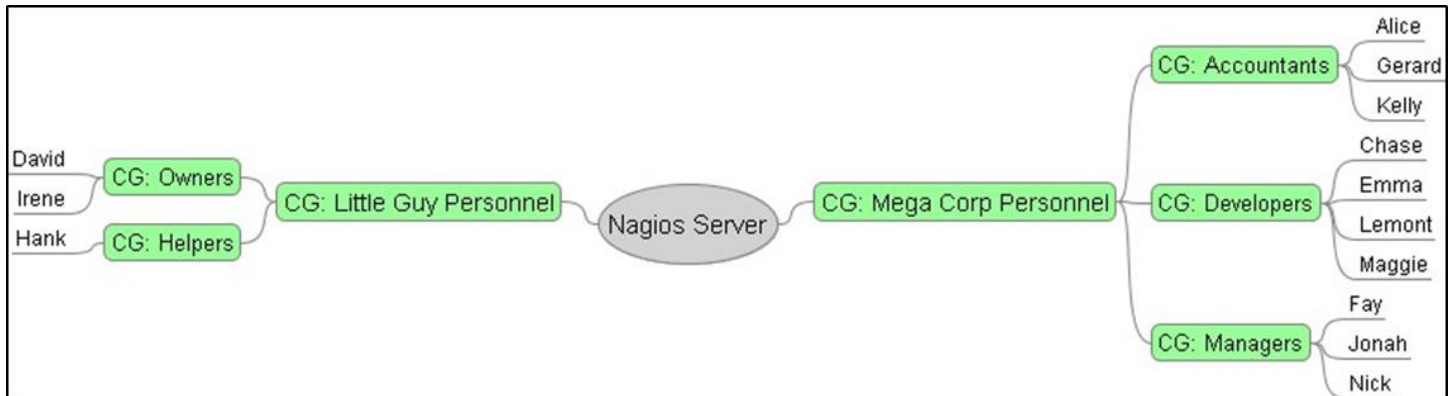 David
Irene
Hank
CG: Owners
CG: Helpers
CG: Little Guy Personnel
Nagios Server
CG: Mega Corp Personnel
CG: Accountants
Alice
Gerard
Kelly
CG: Developers
Chase
Emma
Lemont
Maggie
CG: Managers
Fay
Jonah
Nick